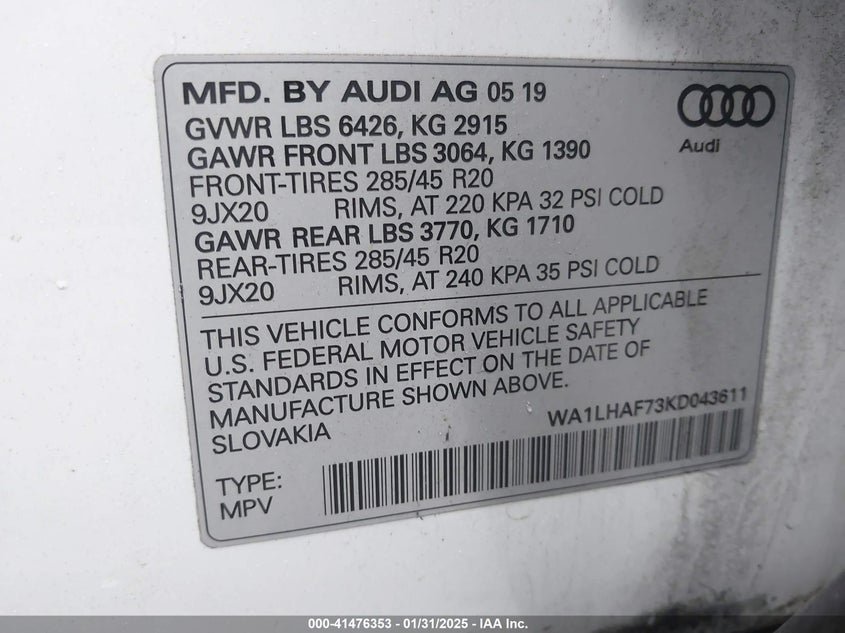 MFD. BY AUDI AG 05 19
GVWR LBS 6426, KG 2915
GAWR FRONT LBS 3064, KG 1390
FRONT-TIRES 285/45 R20
9JX20 RIMS, AT 220 KPA 32 PSI COLD
GAWR REAR LBS 3770, KG 1710
REAR-TIRES 285/45 R20
9JX20 RIMS, AT 240 KPA 35 PSI COLD
Audi
THIS VEHICLE CONFORMS TO ALL APPLICABLE
U.S. FEDERAL MOTOR VEHICLE SAFETY
STANDARDS IN EFFECT ON THE DATE OF
MANUFACTURE SHOWN ABOVE.
SLOVAKIA
WA1LHAF73KD043611
TYPE:
MPV
000-41476353 - 01/31/2025 - IAA Inc.